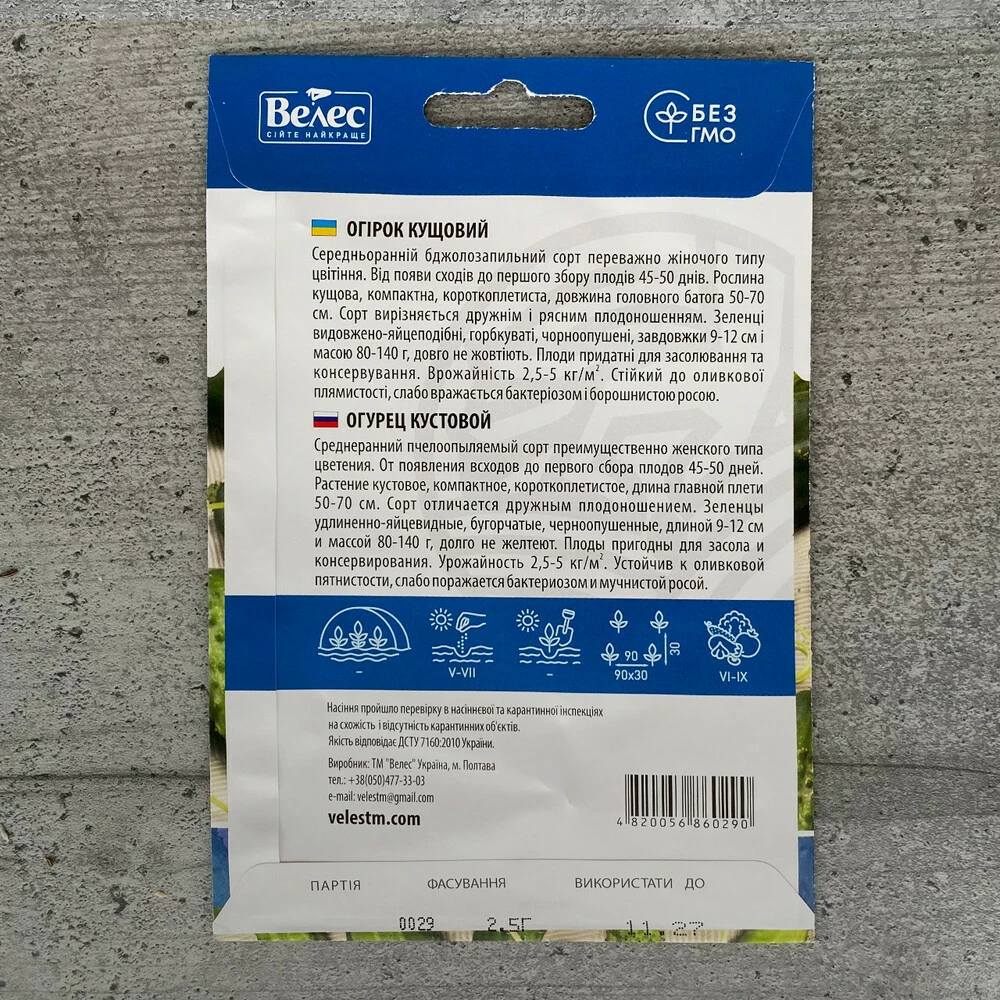 Велес
СІЙТЕ НАЙКРАЩЕ
БЕЗ
ГМО
ОГІРОК КУЩОВИЙ
Середньоранній бджолозапильний сорт переважно жіночого типу
цвітіння. Від появи сходів до першого збору плодів 45-50 днів. Рослина
кущова, компактна, короткоплетиста, довжина головного батога 50-70
см. Сорт вирізняється дружнім і рясним плодоношенням. Зеленці
видовжено-яйцеподібні, горбкуваті, чорноопушені, завдовжки 9-12 см і
масою 80-140 г, довго не жовтіють. Плоди придатні для засолювання та
консервування. Врожайність 2,5-5 кг/м². Стійкий до оливкової
плямистості, слабо вражається бактеріозом і борошнистою росою.
ОГУРЕЦ КУСТОВОЙ
Среднеранний пчелоопыляемый сорт преимущественно женского типа
цветения. От появления всходов до первого сбора плодов 45-50 дней.
Растение кустовое, компактное, короткоплетистое, длина главной плети
50-70 см. Сорт отличается дружным плодоношением. Зеленцы
удлиненно-яйцевидные, бугорчатые, черноопушенные, длиной 9-12 см
и массой 80-140 г, долго не желтеют. Плоды пригодны для засола и
консервирования. Урожайность 2,5-5 кг/м². Устойчив к оливковой
пятнистости, слабо поражается бактериозом и мучнистой росой.
90
30
– V-VII – 90х30 VI-IX
Насіння пройшло перевірку в насіннєвої та карантинної інспекціях
на схожість і відсутність карантинних об'єктів.
Якість відповідає ДСТУ 7160:2010 України.
Виробник: ТМ "Велес" Україна, м. Полтава
тел.: +38(050)477-33-03
e-mail: velestm@gmail.com
velestm.com
4 820056 860290
ПАРТІЯ ФАСУВАННЯ ВИКОРИСТАТИ ДО
0029 2.5Г 11.27